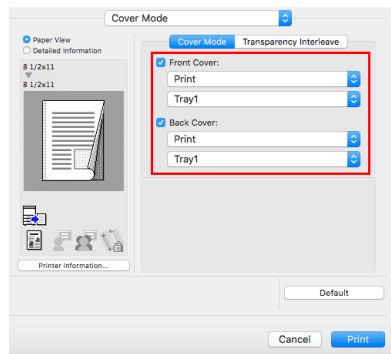 Cover Mode
Paper View
Detailed Information
8 1/2x11
8 1/2x11
Printer Information...
Cover Mode Transparency Interleave
Front Cover:
Print
Tray1
Back Cover:
Print
Tray1
Default
Cancel Print